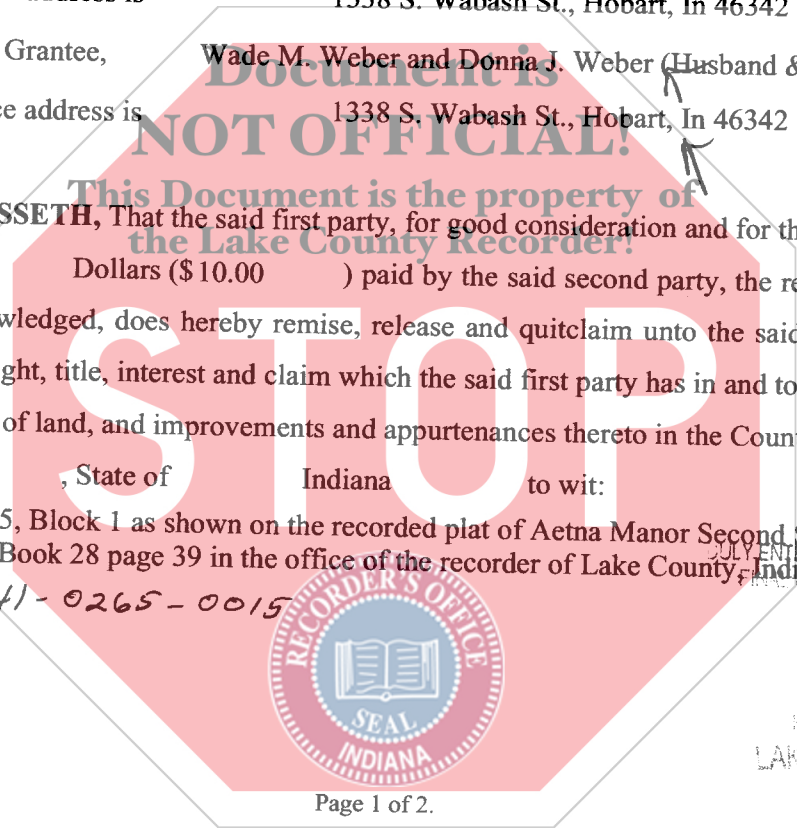 1338 S. Wabash St., Hobart, In 46342
Grantee, Wade M. Weber and Donna J. Weber (Husband &
Document is
address is 1338 S. Wabash St., Hobart, In 46342
NOT OFFICIAL!
This Document is the property of
SSETH, That the said first party, for good consideration and for th
the Lake County Recorder!
Dollars ($10.00 ) paid by the said second party, the re
wledged, does hereby remise, release and quitclaim unto the said
ght, title, interest and claim which the said first party has in and to
of land, and improvements and appurtenances thereto in the Coun
STOP
, State of Indiana to wit:
5, Block 1 as shown on the recorded plat of Aetna Manor Second
Book 28 page 39 in the office of the recorder of Lake County, Indi
DULY
- 0265 - 0015
RECORDER'S OFFICE
SEAL
INDIANA
LAK
Page 1 of 2.